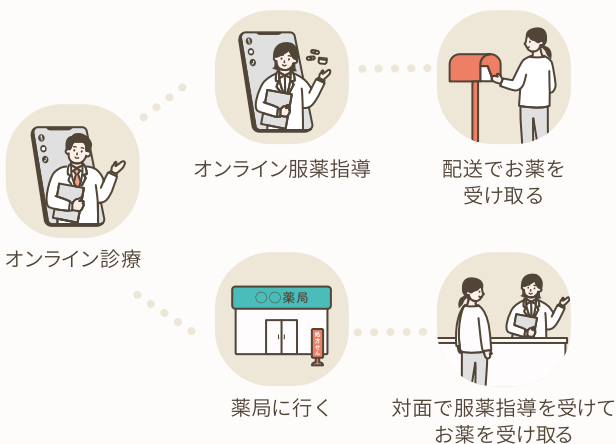 オンライン服薬指導
配送でお薬を
受け取る
オンライン診療
〇〇薬局
処方せん
薬局に行く
対面で服薬指導を受けて
お薬を受け取る